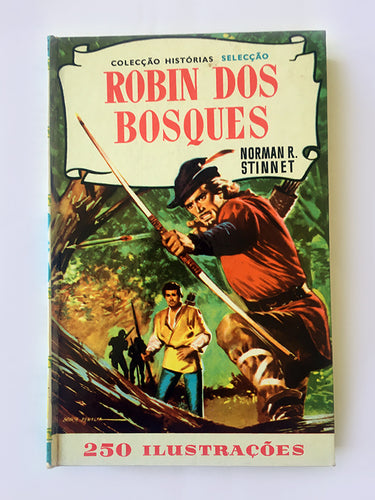 COLECÇÃO HISTÓRIAS SELECÇÃO
ROBIN DOS
BOSQUES
NORMAN R.
STINNET
250 ILUSTRAÇÕES